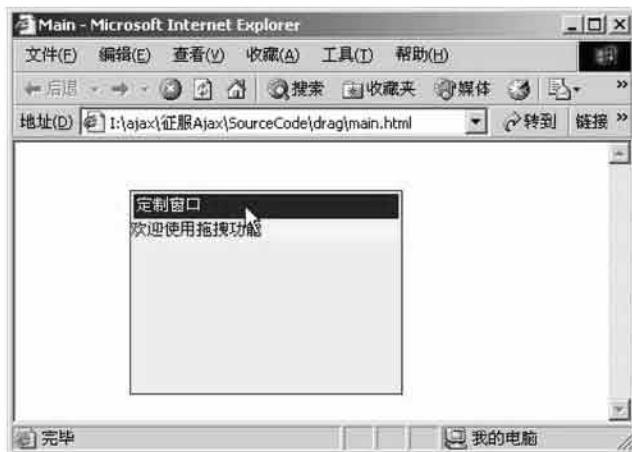 Main - Microsoft Internet Explorer
文件(F) 编辑(E) 查看(V) 收藏(A) 工具(T) 帮助(H)
后退 搜索 收藏夹 媒体 »
地址(D) I:\ajax\征服Ajax\SourceCode\drag\main.html 转到 链接 »
定制窗口
欢迎使用拖拽功能
完毕 我的电脑